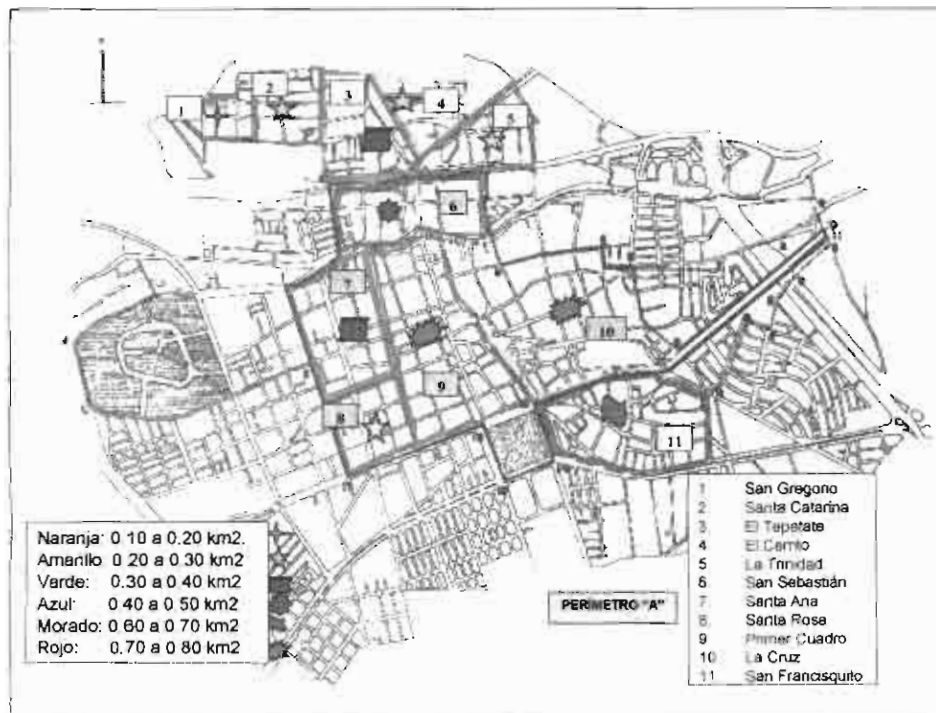 2
3
1
4
5
6
7
10
9
8
11
Naranja: 0.10 a 0.20 km2.
Amarillo 0.20 a 0.30 km2
Varde: 0.30 a 0.40 km2
Azul: 0.40 a 0.50 km2
Morado: 0.60 a 0.70 km2
Rojo: 0.70 a 0.80 km2
PERIMETRO "A"
1 San Gregorio
2 Santa Catarina
3 El Tepetate
4 El Cerrito
5 La Trinidad
6 San Sebastián
7 Santa Ana
8 Santa Rosa
9 Primer Cuadro
10 La Cruz
11 San Francisquito